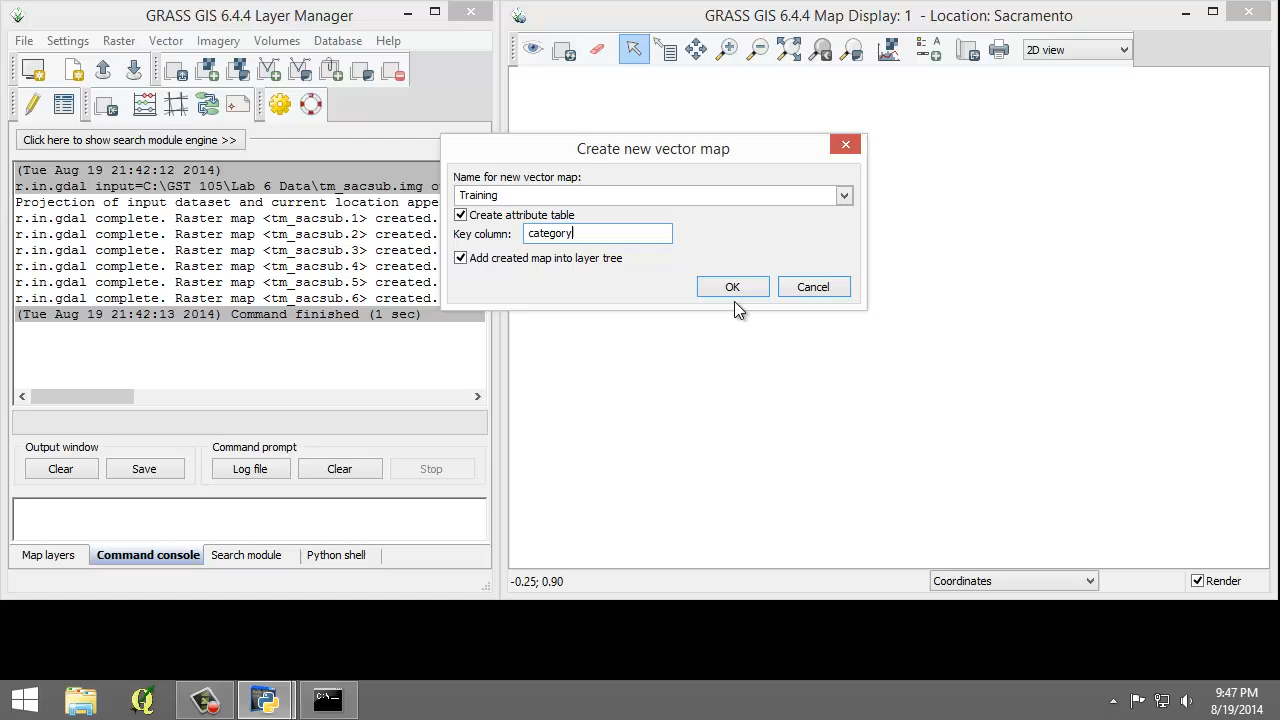 GRASS GIS 6.4.4 Layer Manager
File Settings Raster Vector Imagery Volumes Database Help
Click here to show search module engine >>
(Tue Aug 19 21:42:12 2014)
r.in.gdal input=C:\GST 105\Lab 6 Data\tm_sacsub.img o
Projection of input dataset and current location appe
r.in.gdal complete. Raster map <tm_sacsub.1> created.
r.in.gdal complete. Raster map <tm_sacsub.2> created.
r.in.gdal complete. Raster map <tm_sacsub.3> created.
r.in.gdal complete. Raster map <tm_sacsub.4> created.
r.in.gdal complete. Raster map <tm_sacsub.5> created.
r.in.gdal complete. Raster map <tm_sacsub.6> created.
(Tue Aug 19 21:42:13 2014) Command finished (1 sec)
Output window Command prompt
Clear Save Log file Clear Stop
Map layers Command console Search module Python shell
GRASS GIS 6.4.4 Map Display: 1 - Location: Sacramento
2D view
Create new vector map
Name for new vector map:
Training
Create attribute table
Key column: category
Add created map into layer tree
OK Cancel
-0.25; 0.90 Coordinates Render
9:47 PM
8/19/2014